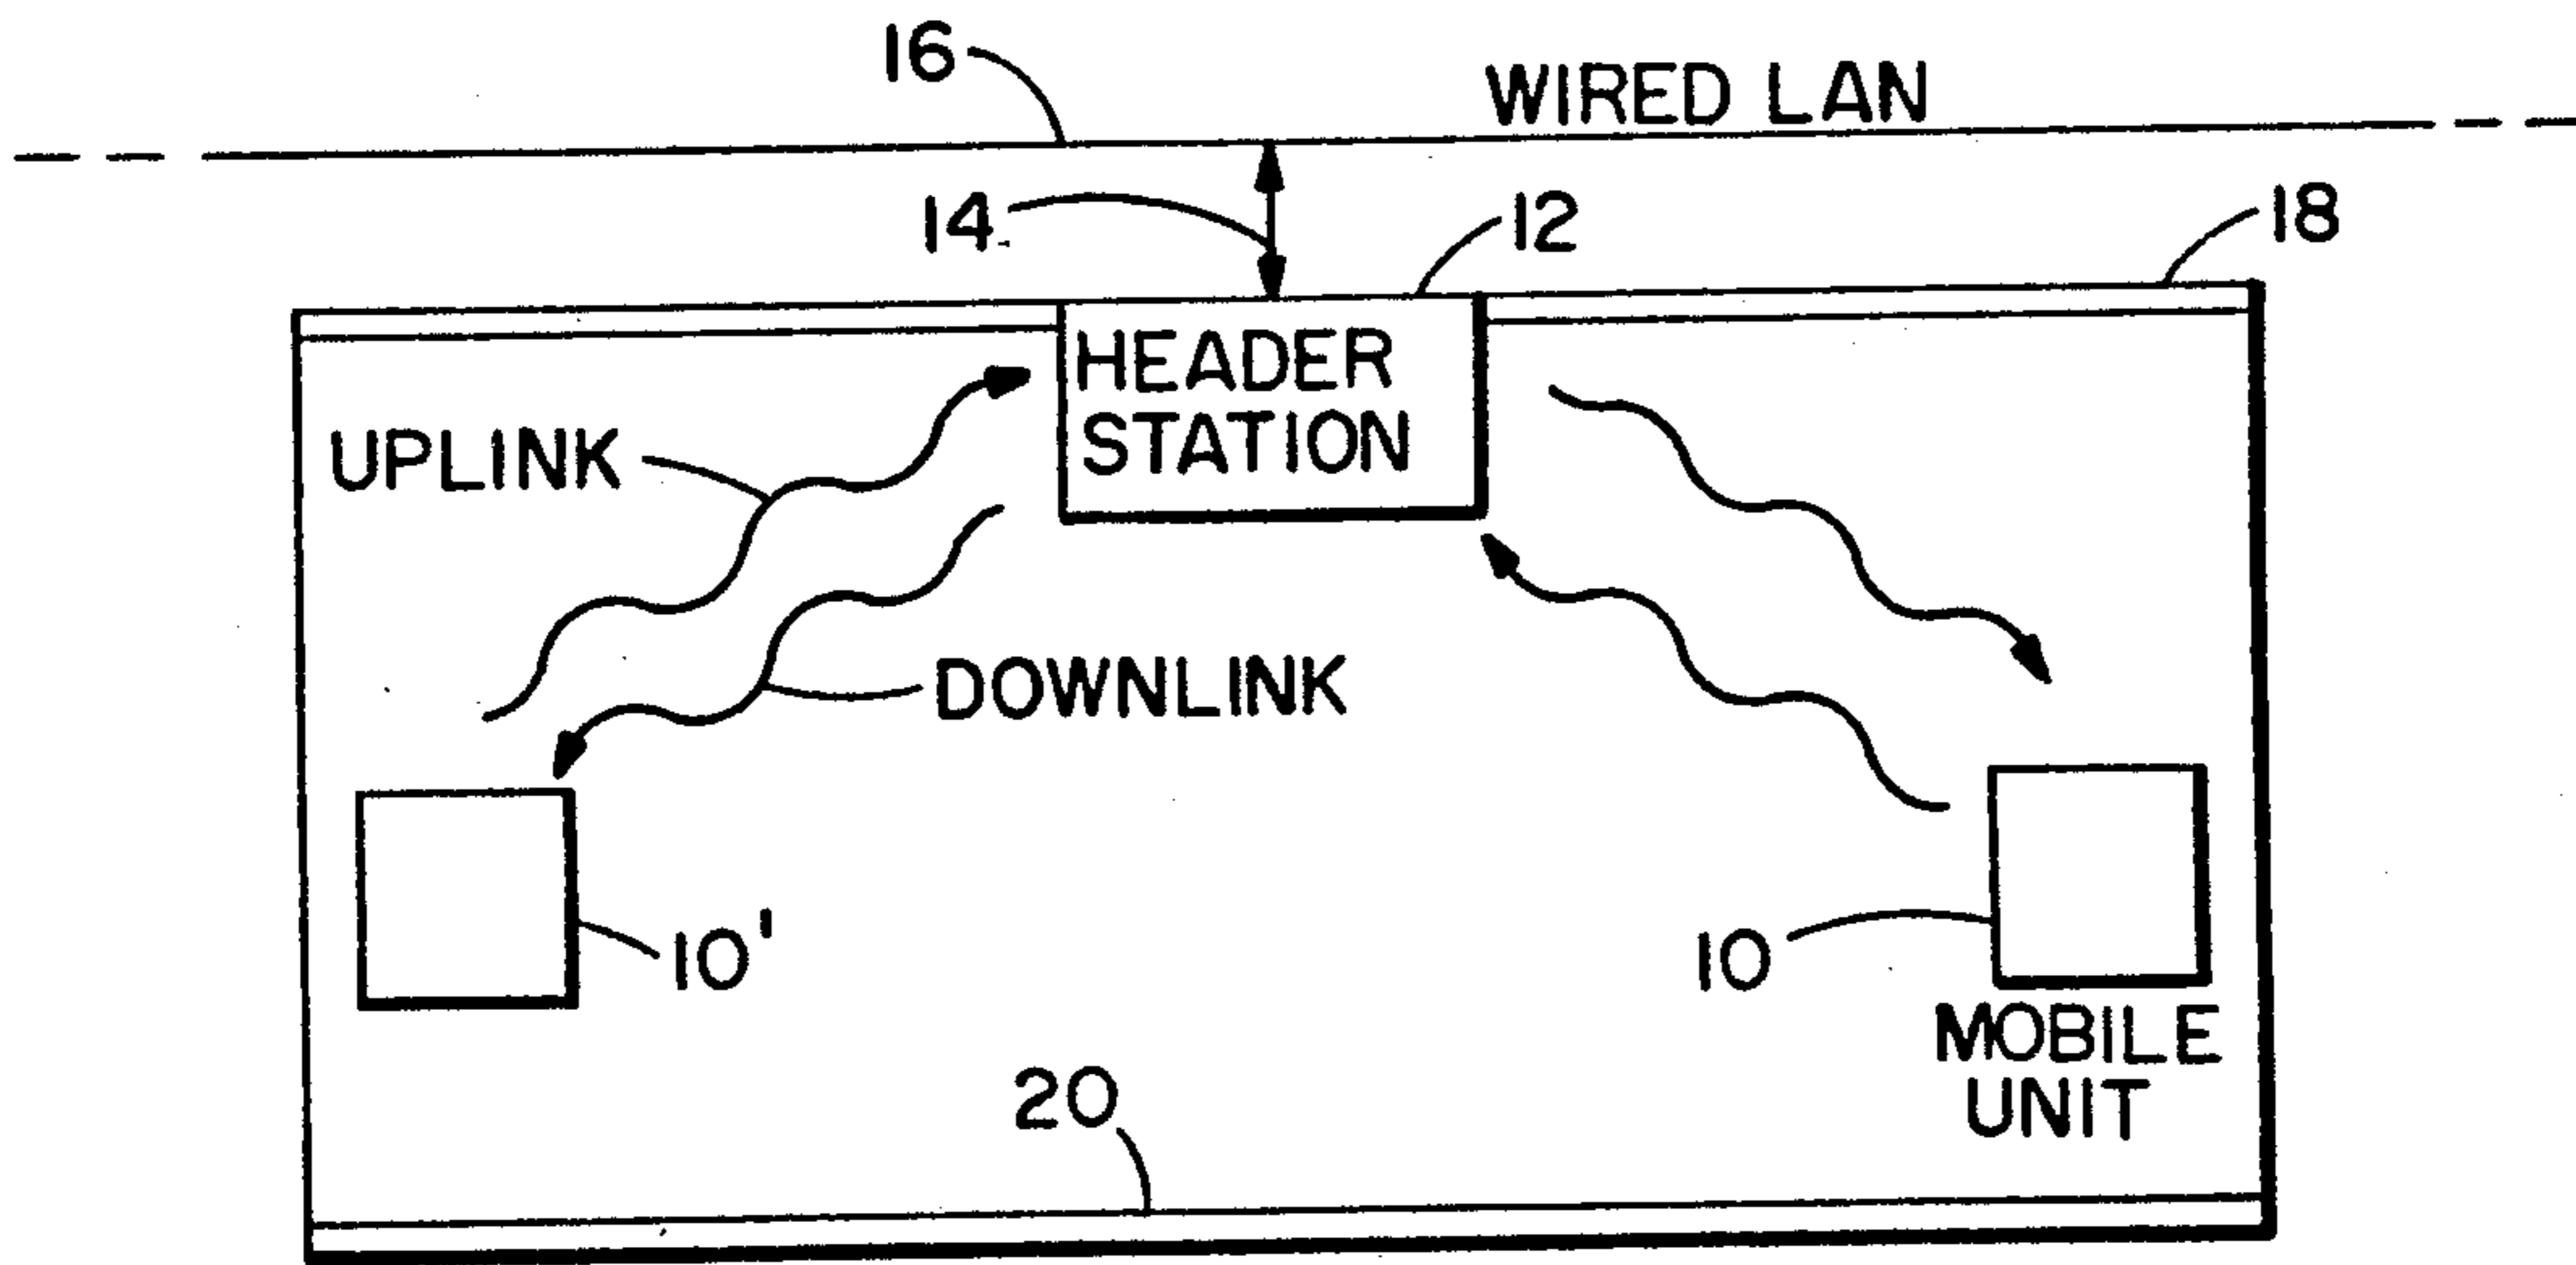 16
WIRED LAN
14
12
18
HEADER
STATION
UPLINK
DOWNLINK
10'
10
MOBILE
UNIT
20